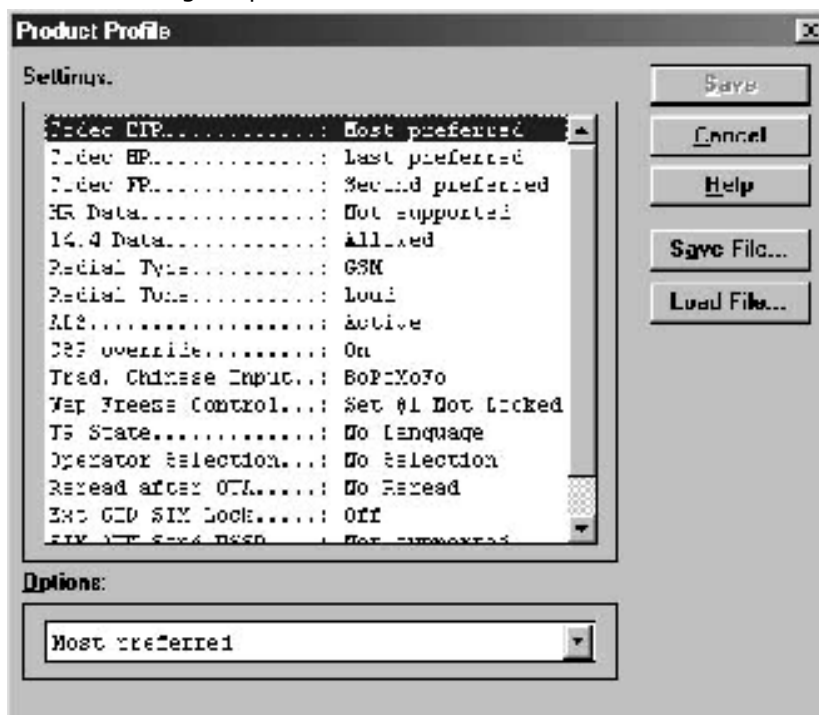 Product Profile
Settings:
Save
Codec EFR.............: Most preferred
Cancel
Codec HR..............: Last preferred
Codec FR..............: Second preferred
Help
HR Data...............: Not supported
14.4 Data.............: Allowed
Save File...
Redial Type...........: GSM
Redial Tone...........: Loud
Load File...
ALS...................: Active
override..........: On
Trad. Chinese Input..: BoPoMoFo
Wap Freeze Control...: Set #1 Not Locked
State...............: No Language
Operator Selection...: No Selection
Reread after OTA.....: No Reread
Ext GID SIM Lock.....: Off
Not supported
Options:
Most preferred